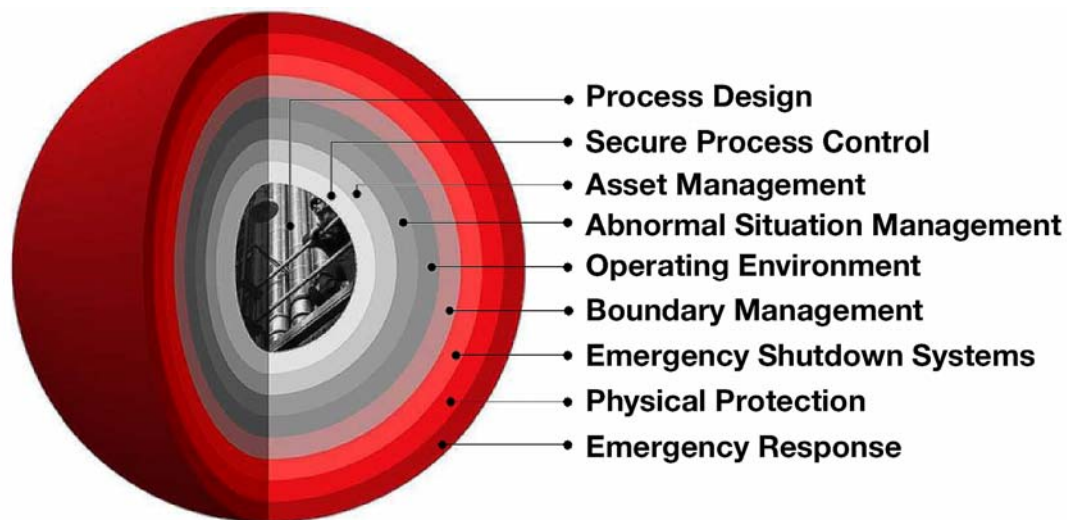 Process Design
Secure Process Control
Asset Management
Abnormal Situation Management
Operating Environment
Boundary Management
Emergency Shutdown Systems
Physical Protection
Emergency Response